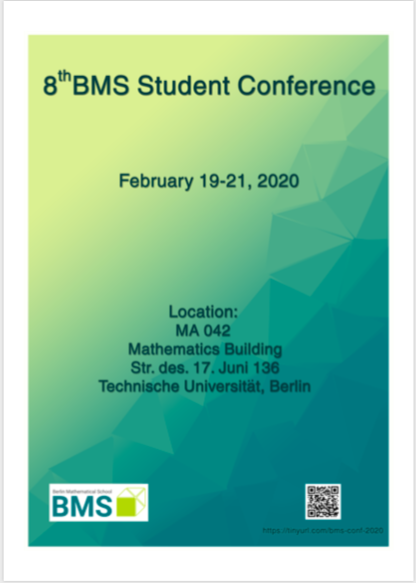 8thBMS Student Conference
February 19-21, 2020
Location:
MA 042
Mathematics Building
Str. des. 17. Juni 136
Technische Universität, Berlin
Berlin Mathematical School
BMS
https://tinyurl.com/bms-conf-2020